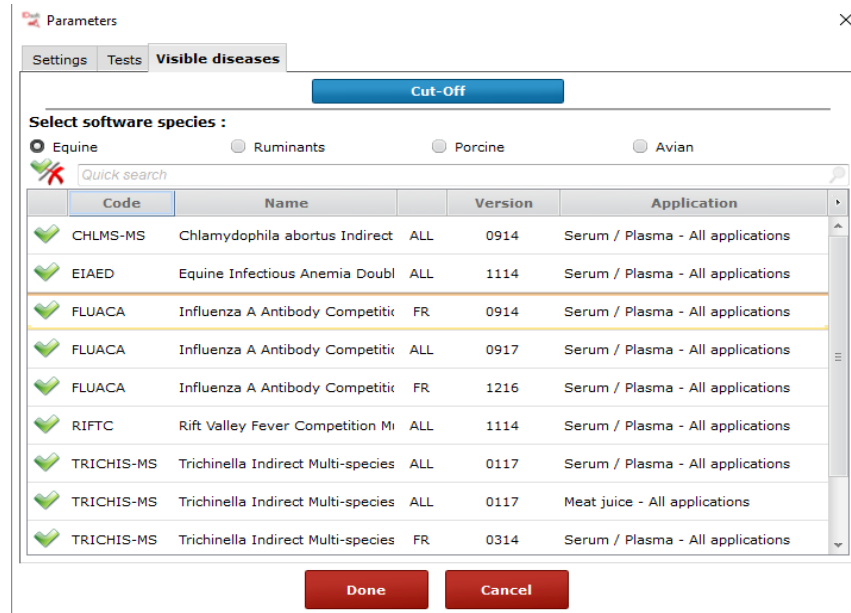 Parameters
Settings Tests Visible diseases
Cut-Off
Select software species :
Equine Ruminants Porcine Avian
Quick search
Code Name Version Application
CHLMS-MS Chlamydophila abortus Indirect ALL 0914 Serum / Plasma - All applications
EIAED Equine Infectious Anemia Doubl ALL 1114 Serum / Plasma - All applications
FLUACA Influenza A Antibody Competitic FR 0914 Serum / Plasma - All applications
FLUACA Influenza A Antibody Competitic ALL 0917 Serum / Plasma - All applications
FLUACA Influenza A Antibody Competitic FR 1216 Serum / Plasma - All applications
RIFTC Rift Valley Fever Competition Mu ALL 1114 Serum / Plasma - All applications
TRICHIS-MS Trichinella Indirect Multi-species ALL 0117 Serum / Plasma - All applications
TRICHIS-MS Trichinella Indirect Multi-species ALL 0117 Meat juice - All applications
TRICHIS-MS Trichinella Indirect Multi-species FR 0314 Serum / Plasma - All applications
Done Cancel